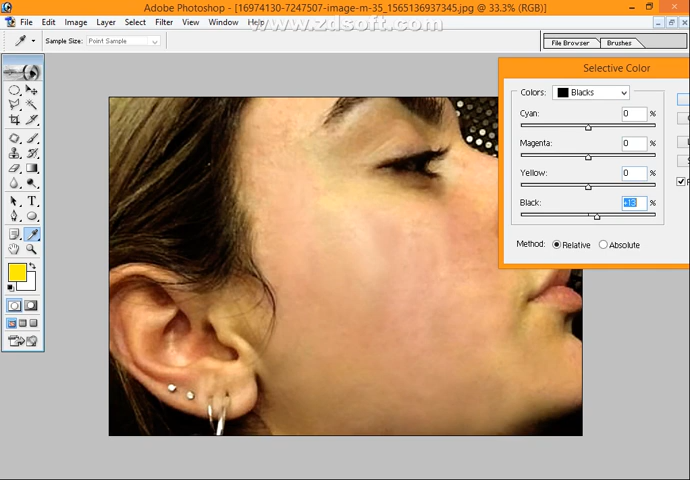 Adobe Photoshop - [16974130-7247507-image-m-35_1565136937345.jpg @ 33.3% (RGB)]
File Edit Image Layer Select Filter View Window Help
www.zdsoft.com
Sample Size: Point Sample
File Browser Brushes
Selective Color
Colors: Blacks
Cyan: 0 %
Magenta: 0 %
Yellow: 0 %
Black: +13 %
Method: Relative Absolute